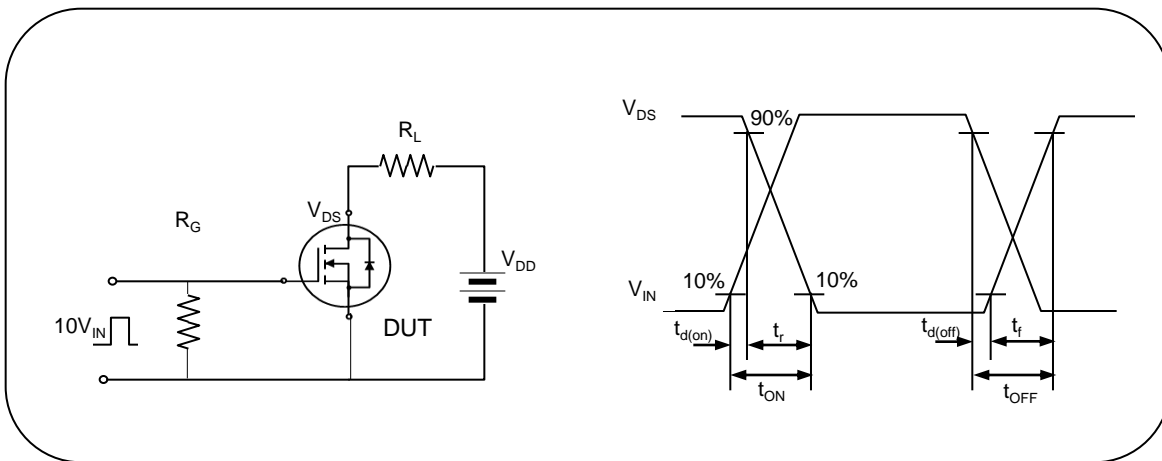 R_L
V_DS
R_G
V_DD
10V_IN
DUT
V_DS
90%
10%
10%
V_IN
t_d(on)
t_r
t_d(off)
t_f
t_ON
t_OFF